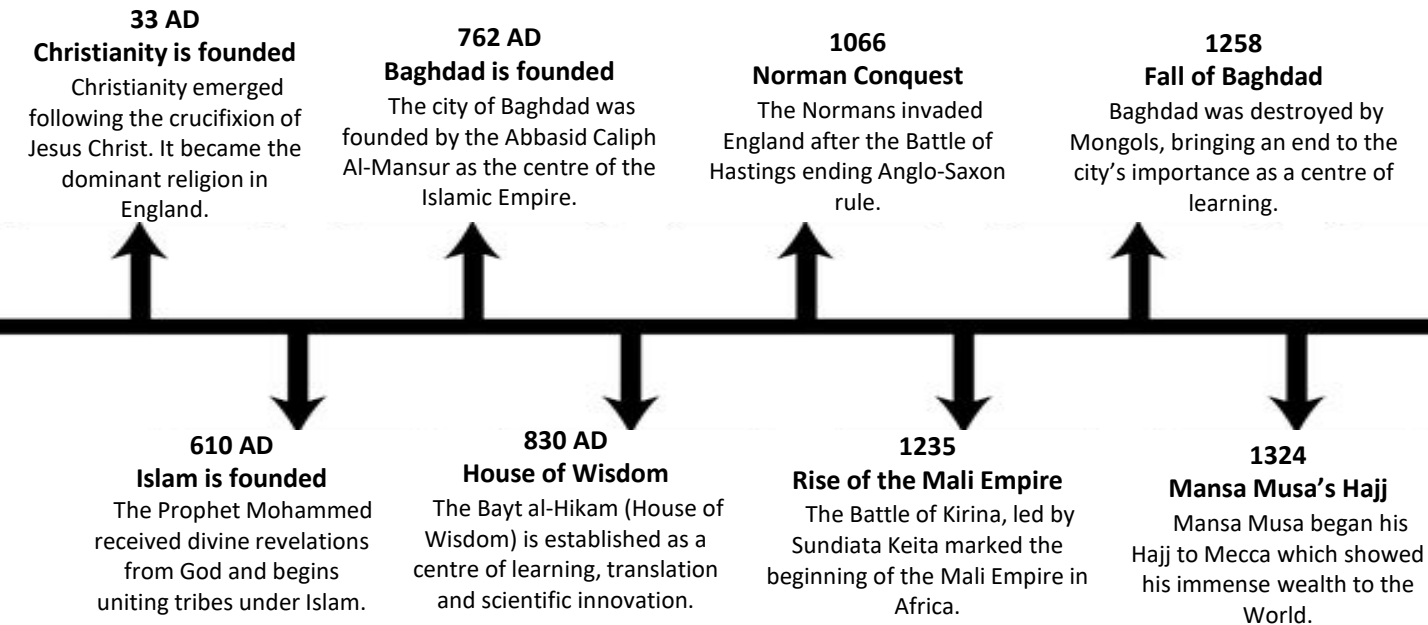 33 AD
Christianity is founded
Christianity emerged
following the crucifixion of
Jesus Christ. It became the
dominant religion in
England.
762 AD
Baghdad is founded
The city of Baghdad was
founded by the Abbasid Caliph
Al-Mansur as the centre of the
Islamic Empire.
1066
Norman Conquest
The Normans invaded
England after the Battle of
Hastings ending Anglo-Saxon
rule.
1258
Fall of Baghdad
Baghdad was destroyed by
Mongols, bringing an end to the
city's importance as a centre of
learning.
610 AD
Islam is founded
The Prophet Mohammed
received divine revelations
from God and begins
uniting tribes under Islam.
830 AD
House of Wisdom
The Bayt al-Hikam (House of
Wisdom) is established as a
centre of learning, translation
and scientific innovation.
1235
Rise of the Mali Empire
The Battle of Kirina, led by
Sundiata Keita marked the
beginning of the Mali Empire in
Africa.
1324
Mansa Musa's Hajj
Mansa Musa began his
Hajj to Mecca which showed
his immense wealth to the
World.